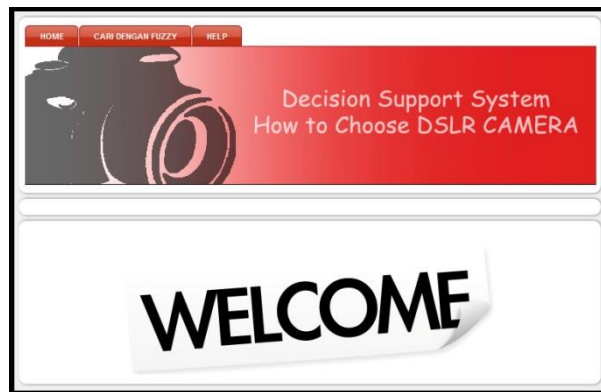 HOME CARI DENGAN FUZZY HELP
Decision Support System
How to Choose DSLR CAMERA
WELCOME